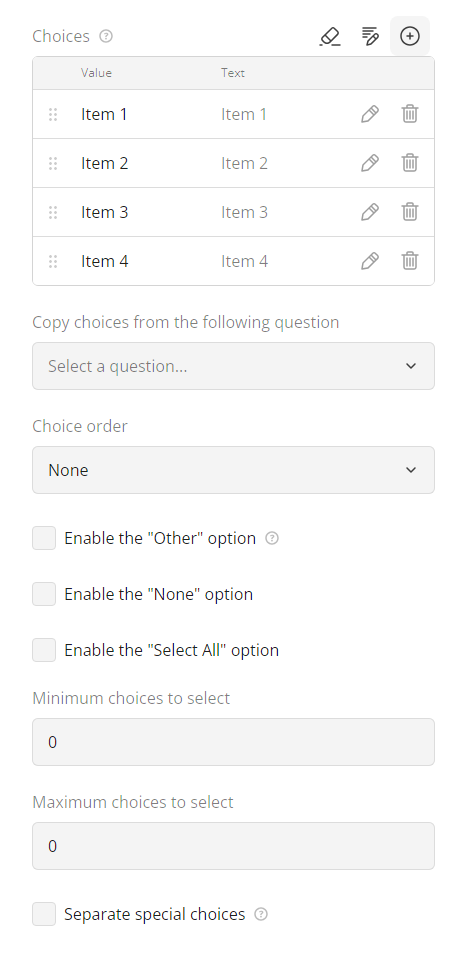 Choices
Value Text
Item 1 Item 1
Item 2 Item 2
Item 3 Item 3
Item 4 Item 4
Copy choices from the following question
Select a question...
Choice order
None
Enable the "Other" option
Enable the "None" option
Enable the "Select All" option
Minimum choices to select
0
Maximum choices to select
0
Separate special choices